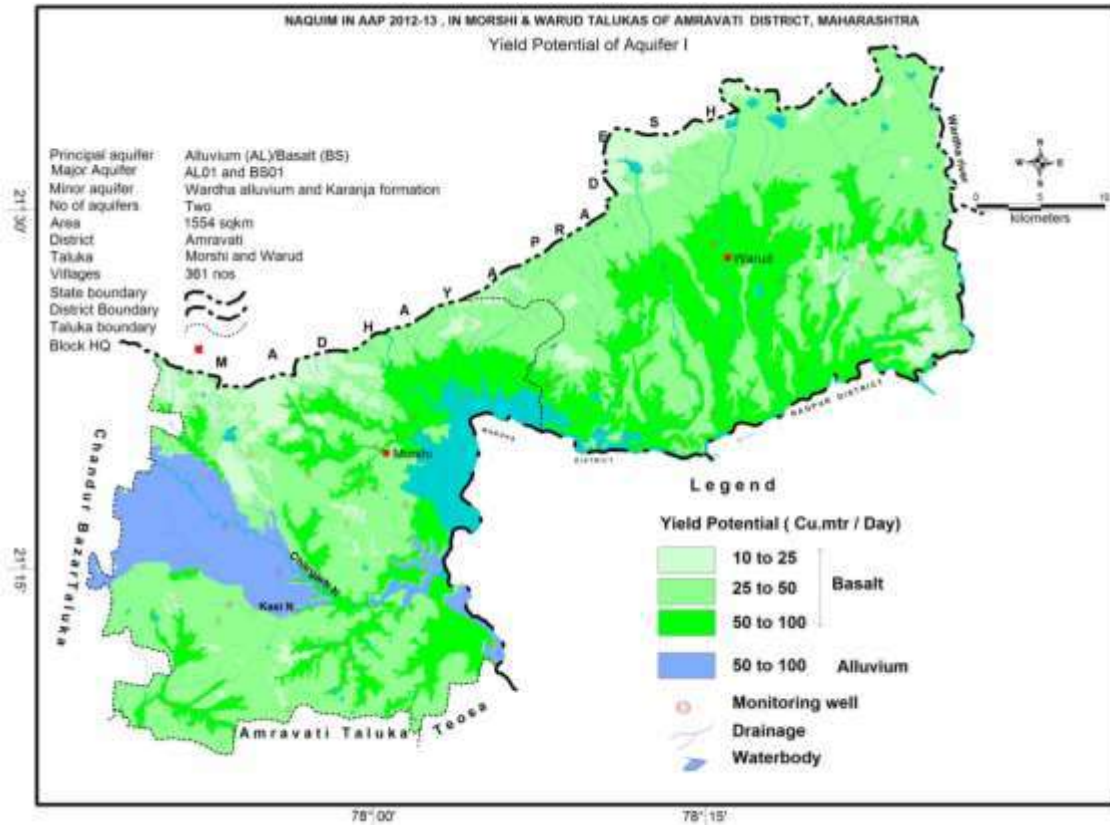 NAQUIM IN AAP 2012-13 , IN MORSHI & WARUD TALUKAS OF AMRAVATI DISTRICT, MAHARASHTRA
Yield Potential of Aquifer I
Principal aquifer Alluvium (AL)/Basalt (BS)
Major Aquifer AL01 and BS01
Minor aquifer Wardha alluvium and Karanja formation
No of aquifers Two
Area 1554 sqkm
District Amravati
Taluka Morshi and Warud
Villages 361 nos
State boundary
District Boundary
Taluka boundary
Block HQ
MADHAYAPRADESH
Wardha river
N
W E
S
0 5 10
kilometers
21°30'
21°15'
Warud
Morshi
NAGPUR DISTRICT
DISTRICT
Chandur BazarTaluka
Kasi N.
Amravati Taluka
Teosa
Legend
Yield Potential ( Cu.mtr / Day)
10 to 25
25 to 50 Basalt
50 to 100
50 to 100 Alluvium
Monitoring well
Drainage
Waterbody
78°00' 78°15'